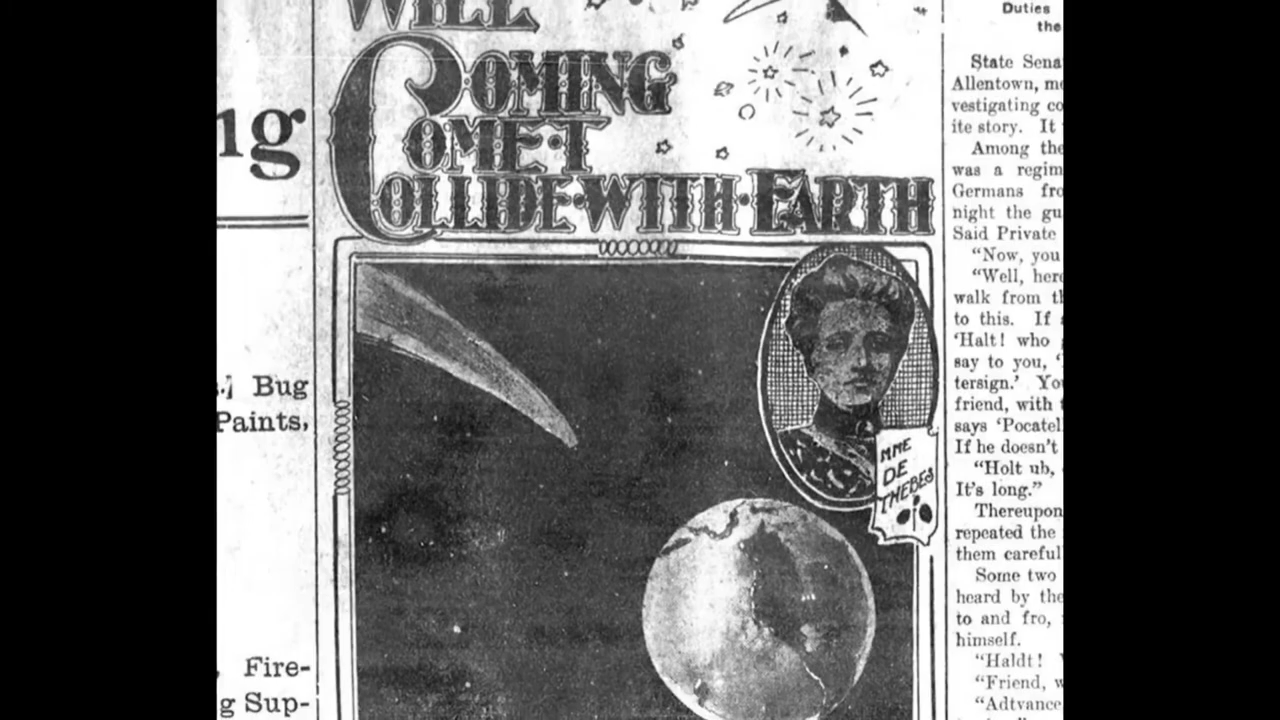 ng
Bug
Paints,
Fire-
g Sup-
WILL
COMING
COMET
COLLIDE·WITH·EARTH
MME
DE
THEBES
Duties
the
State Sena
Allentown, me
vestigating co
ite story. It
Among the
was a regim
Germans fro
night the gu
Said Private
"Now, you
"Well, here
walk from th
to this. If
'Halt! who
say to you, '
tersign.' You
friend, with
says 'Pocatel
If he doesn't
"Holt ub,
It's long."
Thereupon
repeated the
them careful
Some two
heard by the
to and fro,
himself.
"Haldt!
"Friend, w
"Adtvance